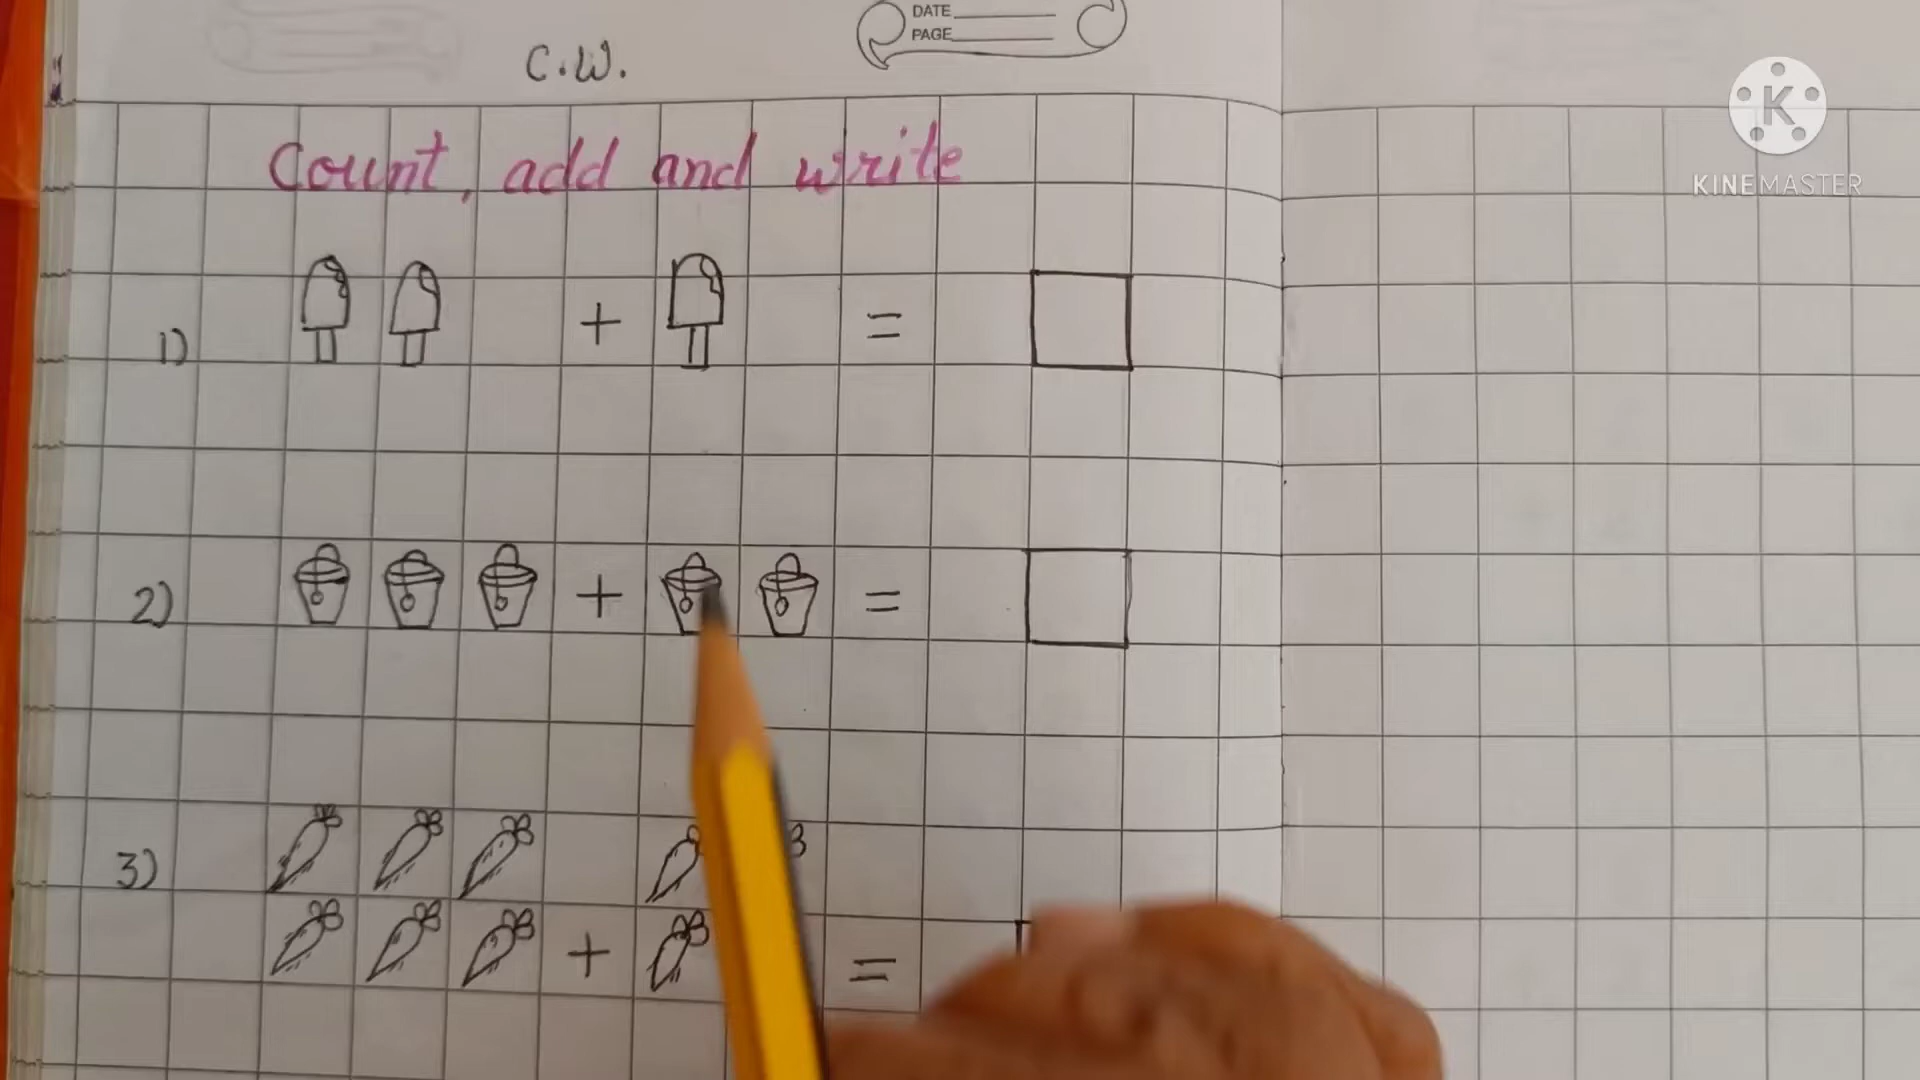 DATE
PAGE
C.W.
Count, add and write
1) + =
2) + =
3) + =
K
KINEMASTER